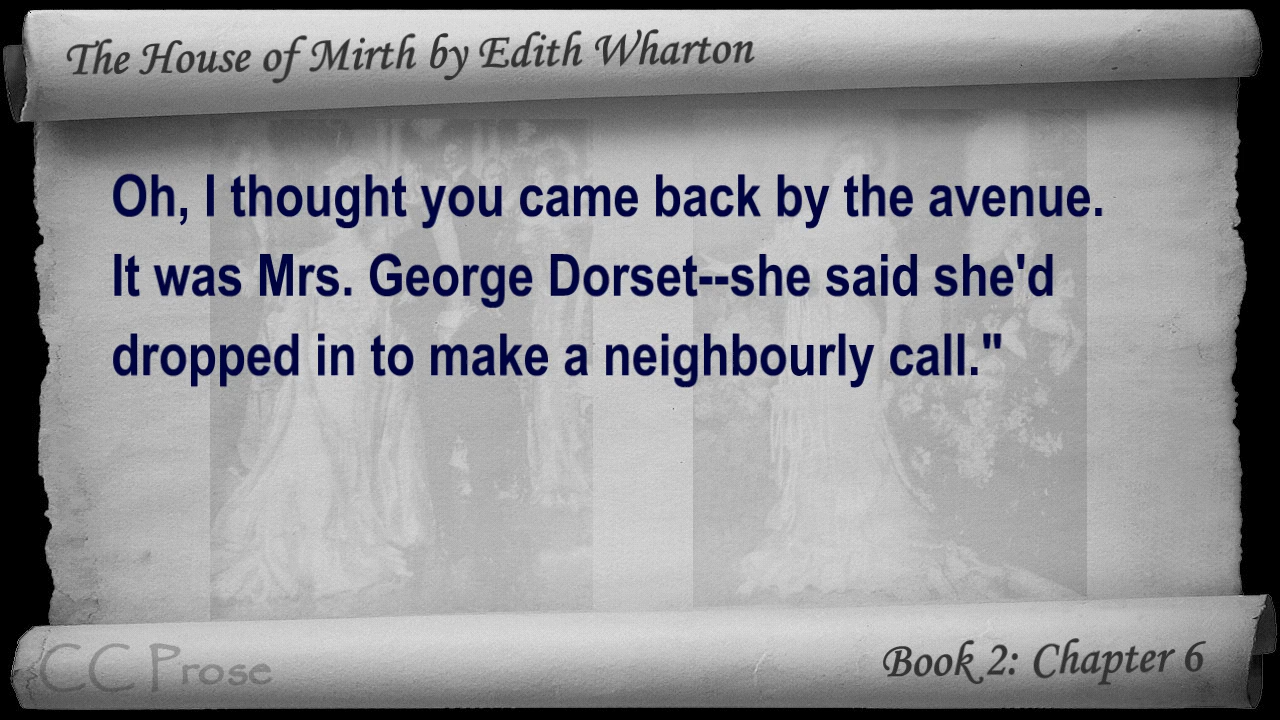 The House of Mirth by Edith Wharton
Oh, I thought you came back by the avenue.
It was Mrs. George Dorset--she said she'd
dropped in to make a neighbourly call."
CC Prose
Book 2: Chapter 6